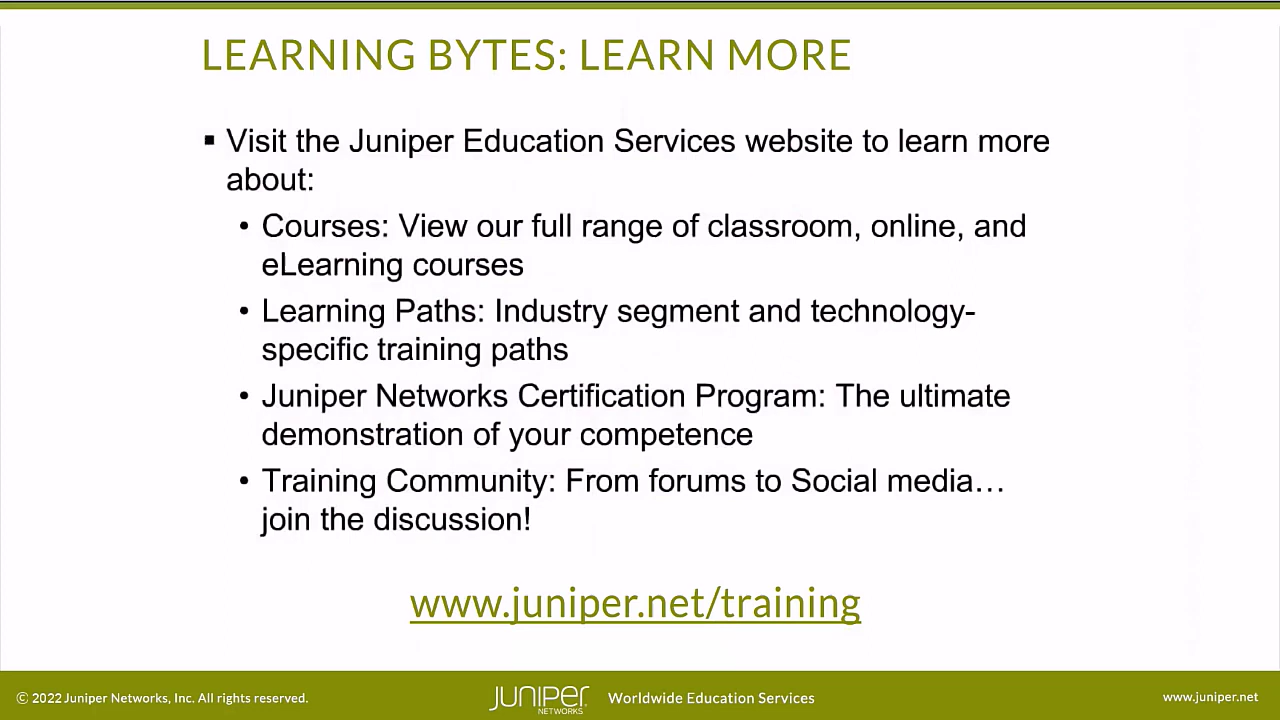 LEARNING BYTES: LEARN MORE
▪ Visit the Juniper Education Services website to learn more
about:
• Courses: View our full range of classroom, online, and
eLearning courses
• Learning Paths: Industry segment and technology-
specific training paths
• Juniper Networks Certification Program: The ultimate
demonstration of your competence
• Training Community: From forums to Social media…
join the discussion!
www.juniper.net/training
© 2022 Juniper Networks, Inc. All rights reserved.
JUNIPER
NETWORKS
Worldwide Education Services
www.juniper.net